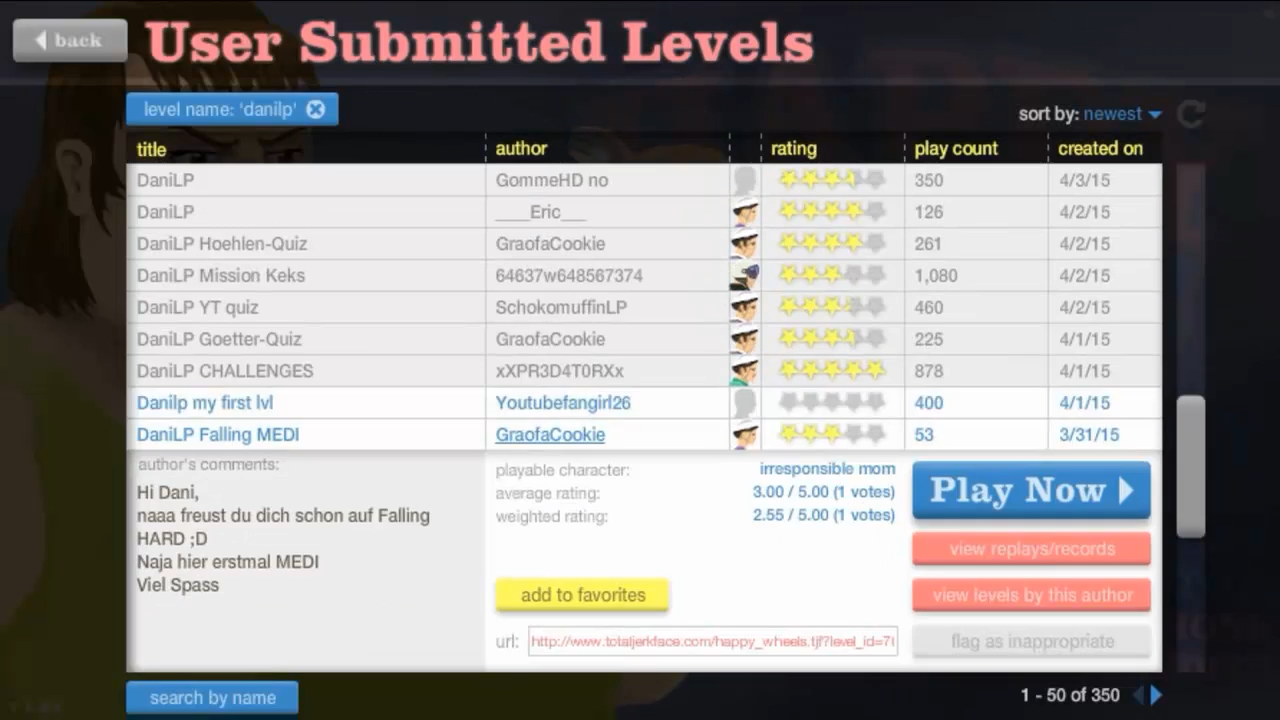 back
User Submitted Levels
level name: 'danilp'
sort by: newest
title author rating play count created on
DaniLP GommeHD no 350 4/3/15
DaniLP ____Eric___ 126 4/2/15
DaniLP Hoehlen-Quiz GraofaCookie 261 4/2/15
DaniLP Mission Keks 64637w648567374 1,080 4/2/15
DaniLP YT quiz SchokomuffinLP 460 4/2/15
DaniLP Goetter-Quiz GraofaCookie 225 4/1/15
DaniLP CHALLENGES xXPR3D4T0RXx 878 4/1/15
Danilp my first lvl Youtubefangirl26 400 4/1/15
DaniLP Falling MEDI GraofaCookie 53 3/31/15
author's comments:
Hi Dani,
naaa freust du dich schon auf Falling
HARD ;D
Naja hier erstmal MEDI
Viel Spass
playable character: irresponsible mom
average rating: 3.00 / 5.00 (1 votes)
weighted rating: 2.55 / 5.00 (1 votes)
add to favorites
url: http://www.totaljerkface.com/happy_wheels.tjf?level_id=7
Play Now
view replays/records
view levels by this author
flag as inappropriate
search by name
1 - 50 of 350